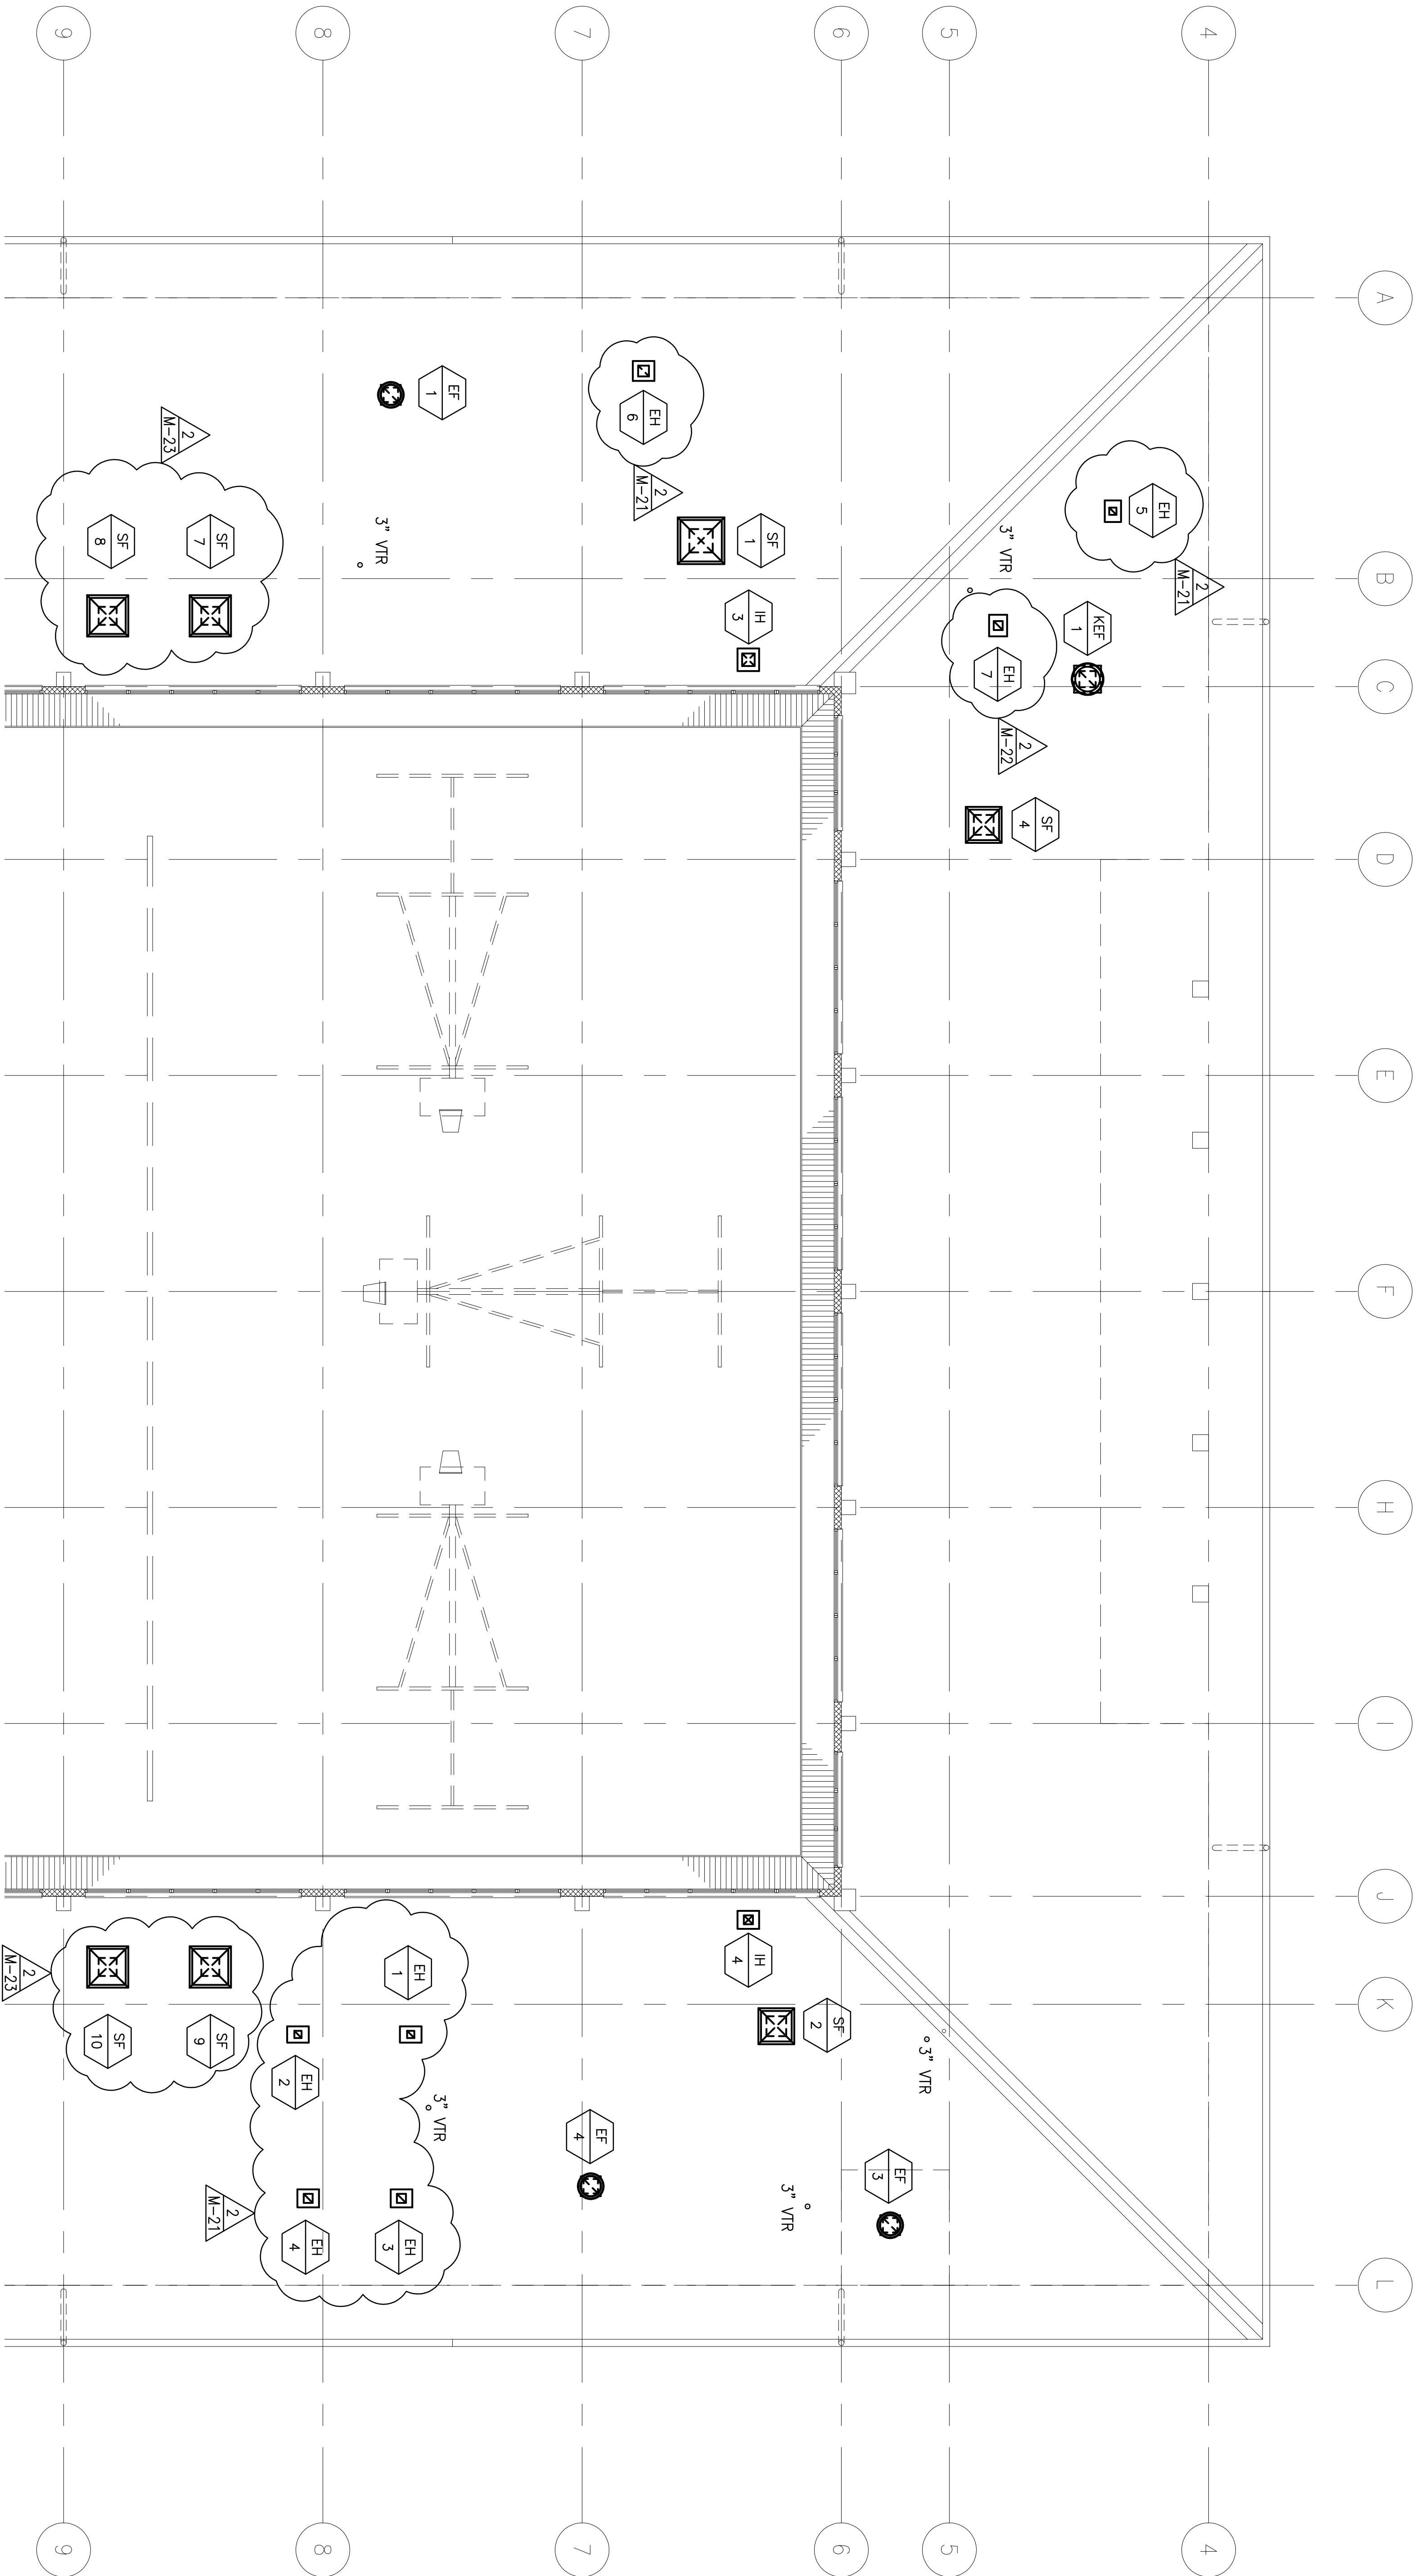 A
B
C
D
E
F
H
I
J
K
L
4
4
EH
5
2
M-21
KEF
1
3" VTR
EH
7
2
M-22
SF
4
5
5
3" VTR
EF
3
6
6
SF
2
3" VTR
SF
1
IH
3
IH
4
EH
6
2
M-21
7
7
EF
4
EF
1
3" VTR
3" VTR
EH
1
EH
3
8
8
EH
2
EH
4
2
M-21
SF
7
SF
9
2
M-23
SF
8
SF
10
9
9
2
M-23